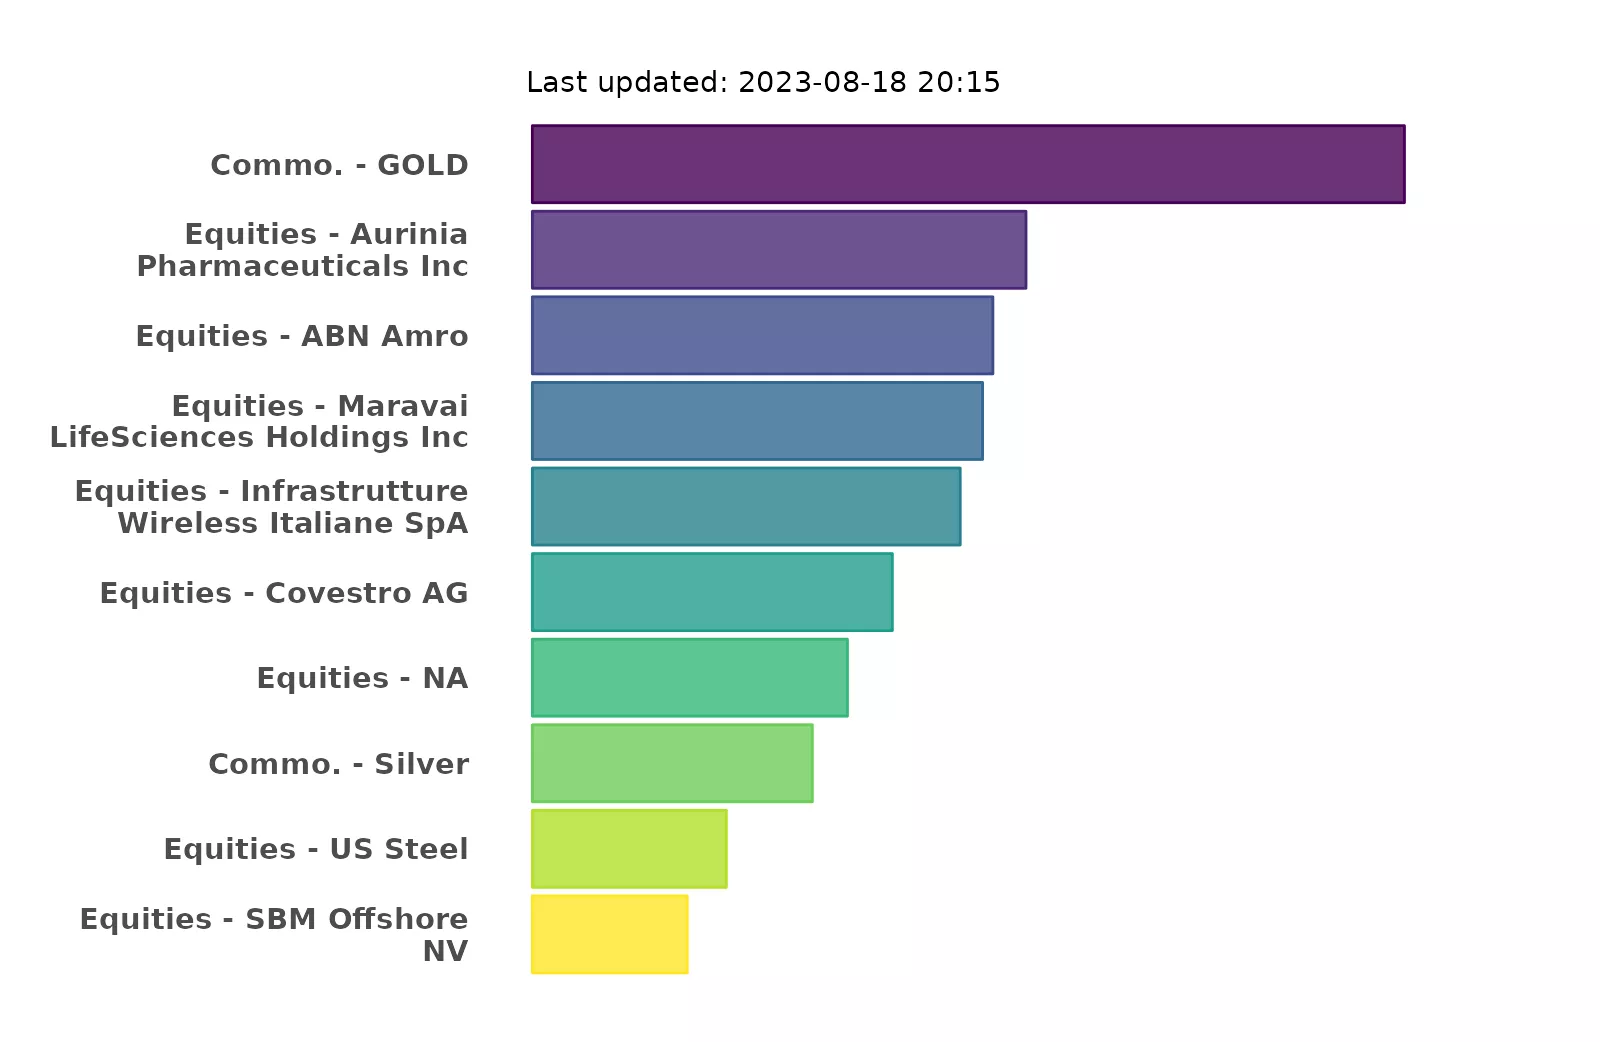 Last updated: 2023-08-18 20:15
Commo. - GOLD
Equities - Aurinia
Pharmaceuticals Inc
Equities - ABN Amro
Equities - Maravai
LifeSciences Holdings Inc
Equities - Infrastrutture
Wireless Italiane SpA
Equities - Covestro AG
Equities - NA
Commo. - Silver
Equities - US Steel
Equities - SBM Offshore
NV